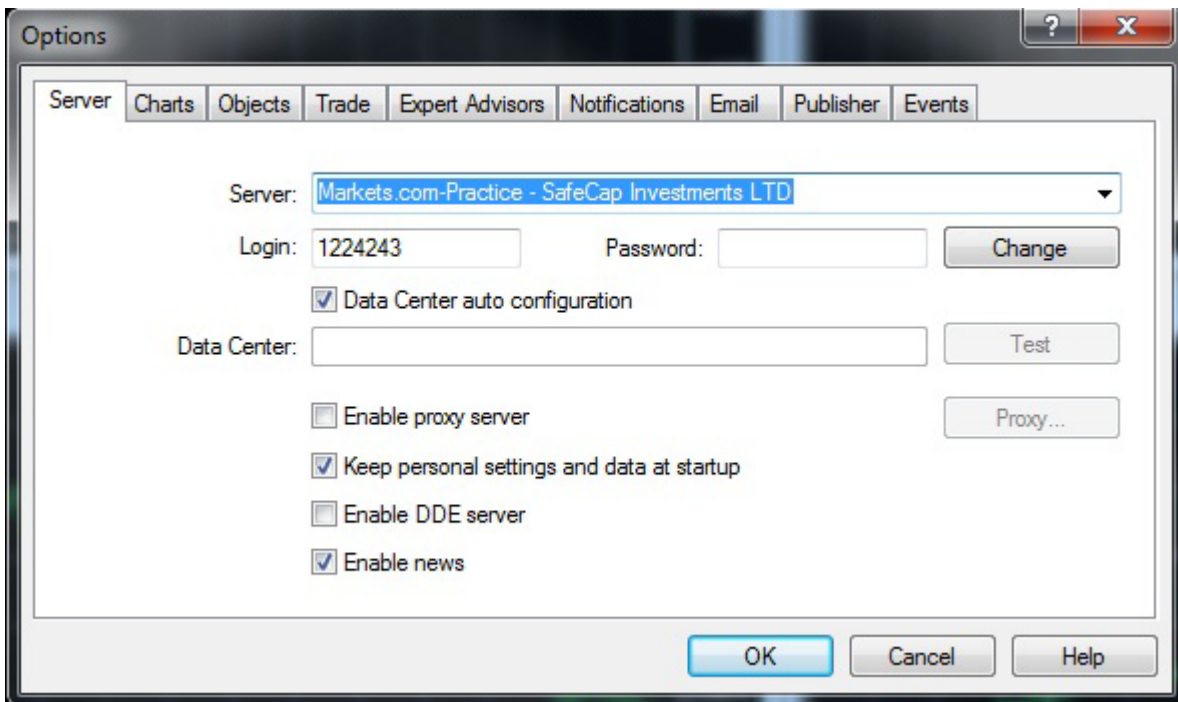 Options
Server Charts Objects Trade Expert Advisors Notifications Email Publisher Events
Server: Markets.com-Practice - SafeCap Investments LTD
Login: 1224243 Password: Change
Data Center auto configuration
Data Center: Test
Enable proxy server Proxy...
Keep personal settings and data at startup
Enable DDE server
Enable news
OK Cancel Help